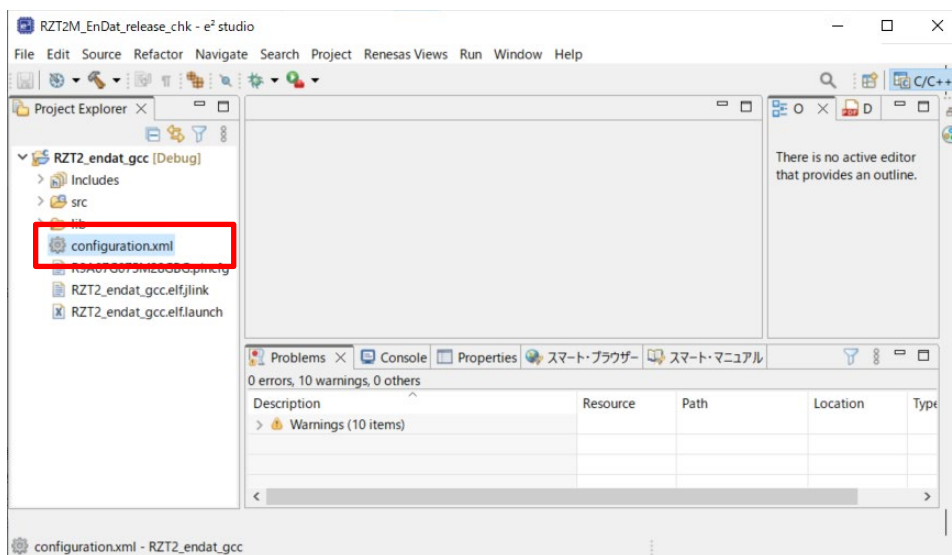 RZT2M_EnDat_release_chk - e² studio
File Edit Source Refactor Navigate Search Project Renesas Views Run Window Help
C/C++
Project Explorer
O
D
RZT2_endat_gcc [Debug]
Includes
src
lib
configuration.xml
RZT2_endat_gcc.elf.jlink
RZT2_endat_gcc.elf.launch
There is no active editor
that provides an outline.
Problems Console Properties スマート・ブラウザー スマート・マニュアル
0 errors, 10 warnings, 0 others
Description Resource Path Location Type
Warnings (10 items)
configuration.xml - RZT2_endat_gcc